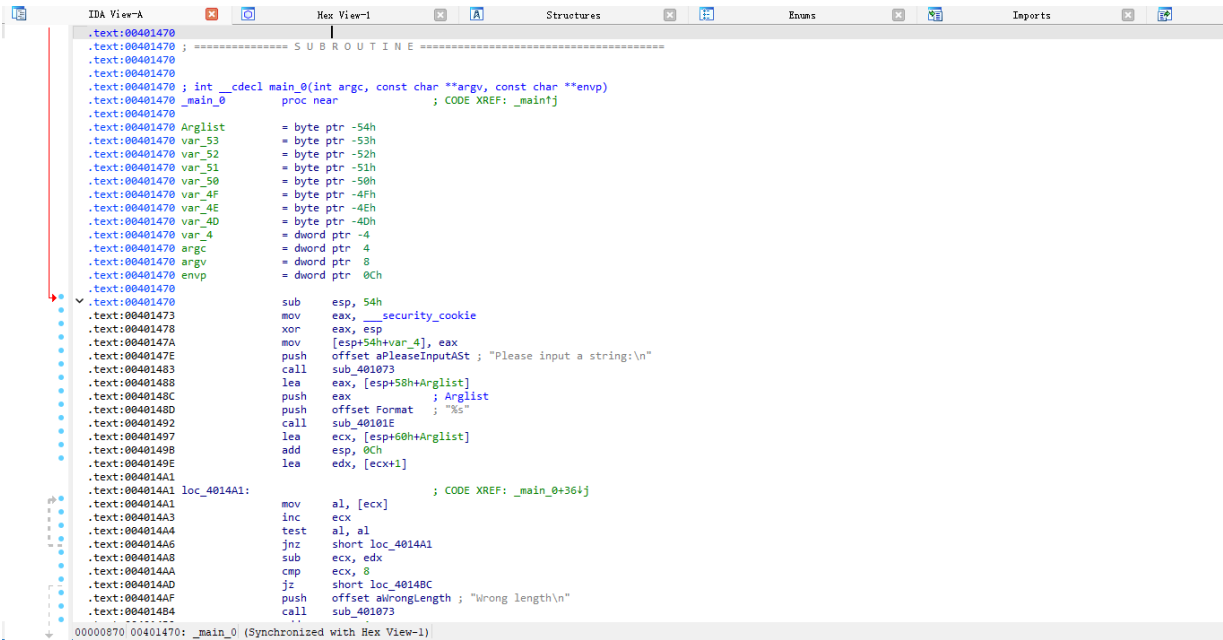 IDA View-A Hex View-1 Structures Enums Imports
.text:00401470
.text:00401470 ; =============== S U B R O U T I N E =======================================
.text:00401470
.text:00401470
.text:00401470 ; int __cdecl main_0(int argc, const char **argv, const char **envp)
.text:00401470 _main_0 proc near ; CODE XREF: _main↑j
.text:00401470
.text:00401470 Arglist = byte ptr -54h
.text:00401470 var_53 = byte ptr -53h
.text:00401470 var_52 = byte ptr -52h
.text:00401470 var_51 = byte ptr -51h
.text:00401470 var_50 = byte ptr -50h
.text:00401470 var_4F = byte ptr -4Fh
.text:00401470 var_4E = byte ptr -4Eh
.text:00401470 var_4D = byte ptr -4Dh
.text:00401470 var_4 = dword ptr -4
.text:00401470 argc = dword ptr 4
.text:00401470 argv = dword ptr 8
.text:00401470 envp = dword ptr 0Ch
.text:00401470
.text:00401470 sub esp, 54h
.text:00401473 mov eax, ___security_cookie
.text:00401478 xor eax, esp
.text:0040147A mov [esp+54h+var_4], eax
.text:0040147E push offset aPleaseInputASt ; "Please input a string:\n"
.text:00401483 call sub_401073
.text:00401488 lea eax, [esp+58h+Arglist]
.text:0040148C push eax ; Arglist
.text:0040148D push offset Format ; "%s"
.text:00401492 call sub_40101E
.text:00401497 lea ecx, [esp+60h+Arglist]
.text:0040149B add esp, 0Ch
.text:0040149E lea edx, [ecx+1]
.text:004014A1
.text:004014A1 loc_4014A1: ; CODE XREF: _main_0+36↓j
.text:004014A1 mov al, [ecx]
.text:004014A3 inc ecx
.text:004014A4 test al, al
.text:004014A6 jnz short loc_4014A1
.text:004014A8 sub ecx, edx
.text:004014AA cmp ecx, 8
.text:004014AD jz short loc_4014BC
.text:004014AF push offset aWrongLength ; "Wrong length\n"
.text:004014B4 call sub_401073
00000870 00401470: _main_0 (Synchronized with Hex View-1)